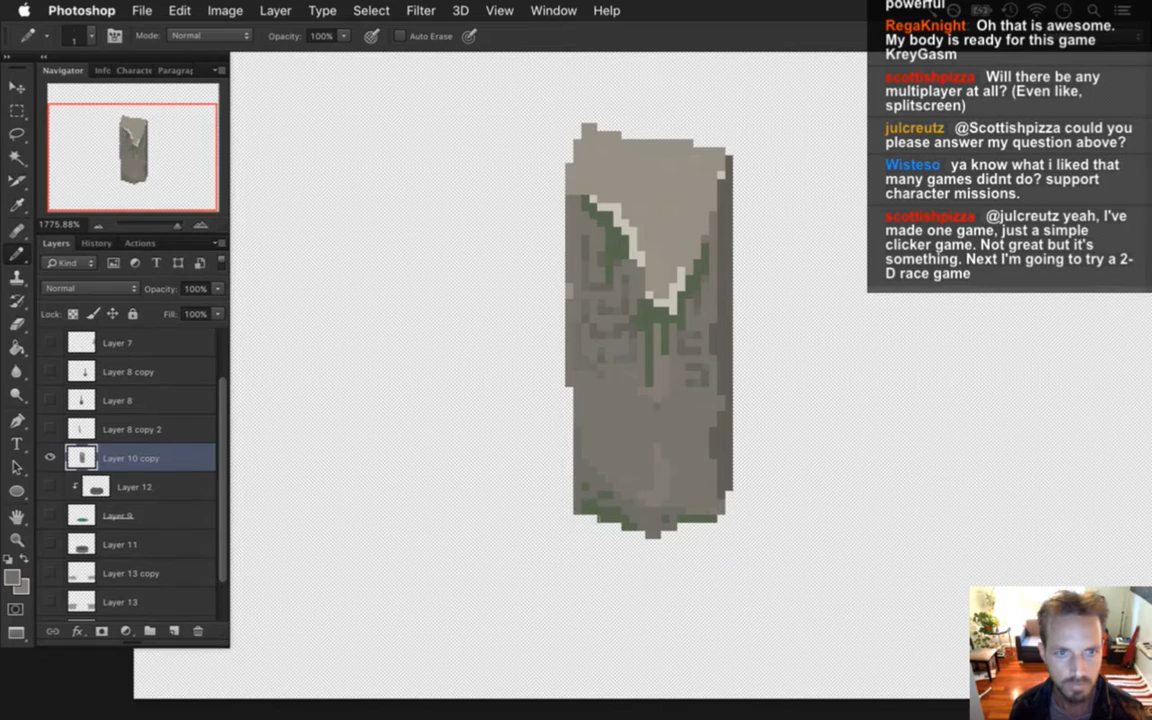 Photoshop File Edit Image Layer Type Select Filter 3D View Window Help
powerful
1 Mode: Normal Opacity: 100% Auto Erase
RegaKnight Oh that is awesome.
My body is ready for this game
KreyGasm
Navigator Info Characte Paragrap
scottishpizza Will there be any
multiplayer at all? (Even like,
splitscreen)
julcreutz @Scottishpizza could you
please answer my question above?
Wisteso ya know what i liked that
many games didnt do? support
character missions.
scottishpizza @julcreutz yeah, I've
made one game, just a simple
clicker game. Not great but it's
something. Next I'm going to try a 2-
D race game
1775.88%
Layers History Actions
Kind
Normal Opacity: 100%
Lock: Fill: 100%
Layer 7
Layer 8 copy
Layer 8
Layer 8 copy 2
Layer 10 copy
Layer 12
Layer 9
Layer 11
Layer 13 copy
Layer 13
fx